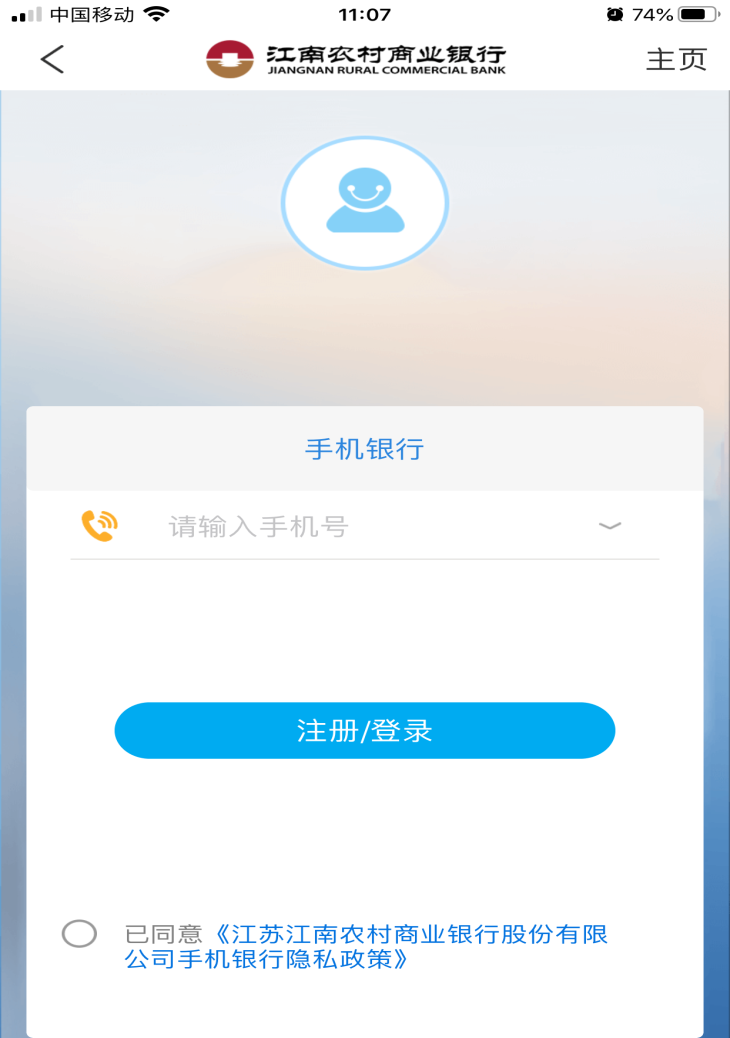 中国移动 11:07 74%
江南农村商业银行 主页
JIANGNAN RURAL COMMERCIAL BANK
手机银行
请输入手机号
注册/登录
已同意《江苏江南农村商业银行股份有限
公司手机银行隐私政策》